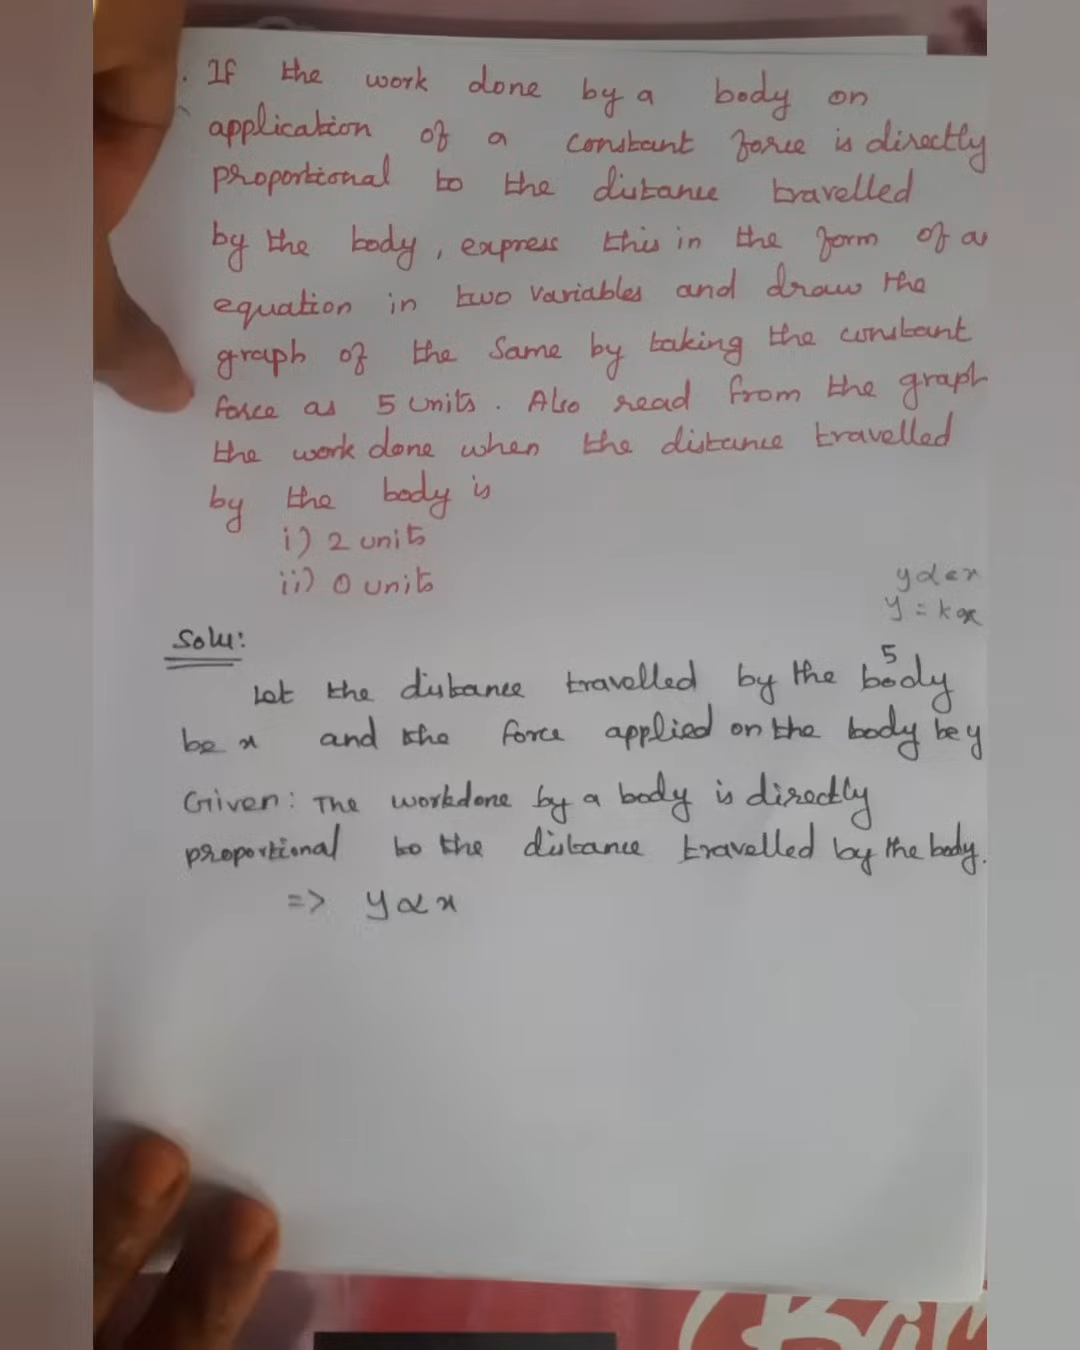 . If the work done by a body on
application of a constant force is directly
proportional to the distance travelled
by the body, express this in the form of an
equation in two variables and draw the
graph of the same by taking the constant
force as 5 units. Also read from the graph
the work done when the distance travelled
by the body is
i) 2 units
ii) 0 units
y∝x
y = kx
Solu:
5
Let the distance travelled by the body
be x and the force applied on the body be y
Given: The workdone by a body is directly
proportional to the distance travelled by the body.
=> y∝x